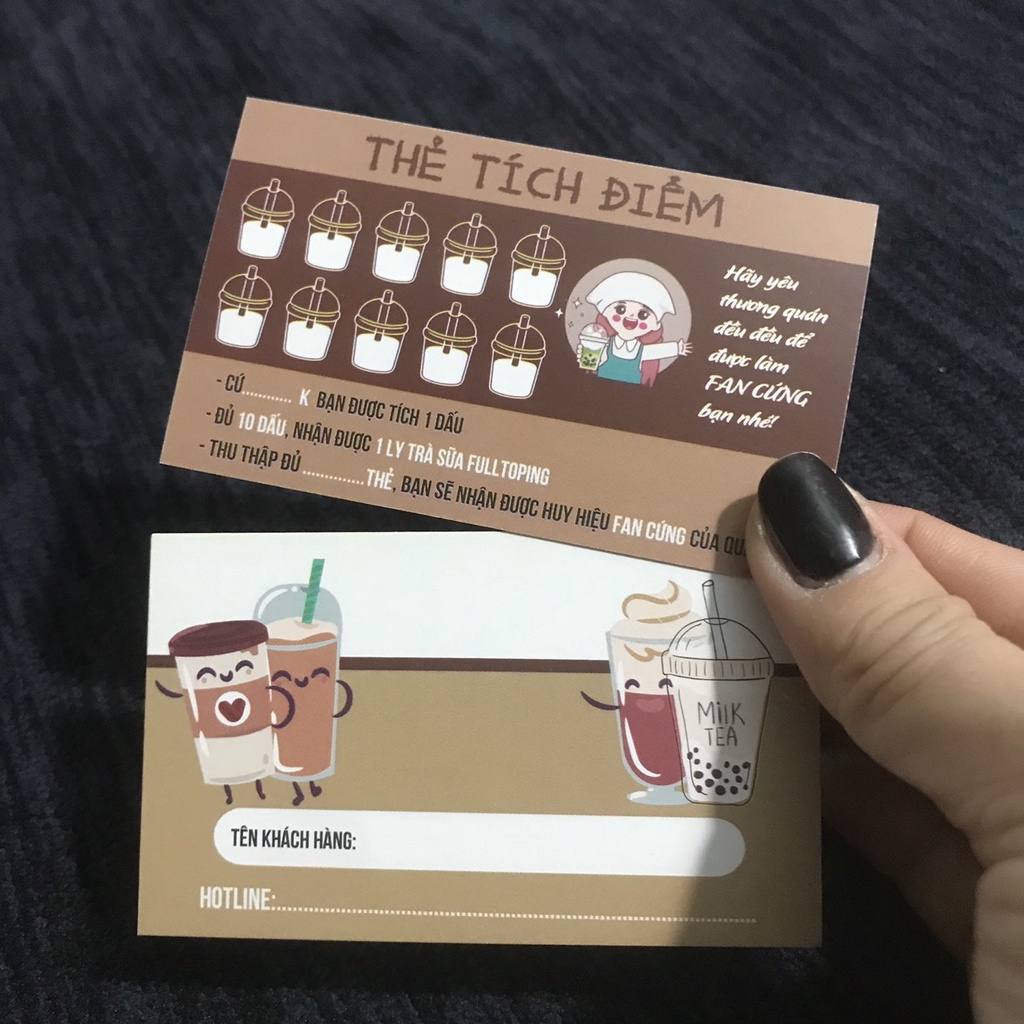 THẺ TÍCH ĐIỂM
Hãy yêu
thương quán
đều đều để
được làm
FAN CỨNG
bạn nhé!
- CỨ............ K BẠN ĐƯỢC TÍCH 1 DẤU
- ĐỦ 10 DẤU, NHẬN ĐƯỢC 1 LY TRÀ SỮA FULLTOPING
- THU THẬP ĐỦ ..............THẺ, BẠN SẼ NHẬN ĐƯỢC HUY HIỆU FAN CỨNG CỦA
MilK
TEA
TÊN KHÁCH HÀNG:
HOTLINE:........................................................................